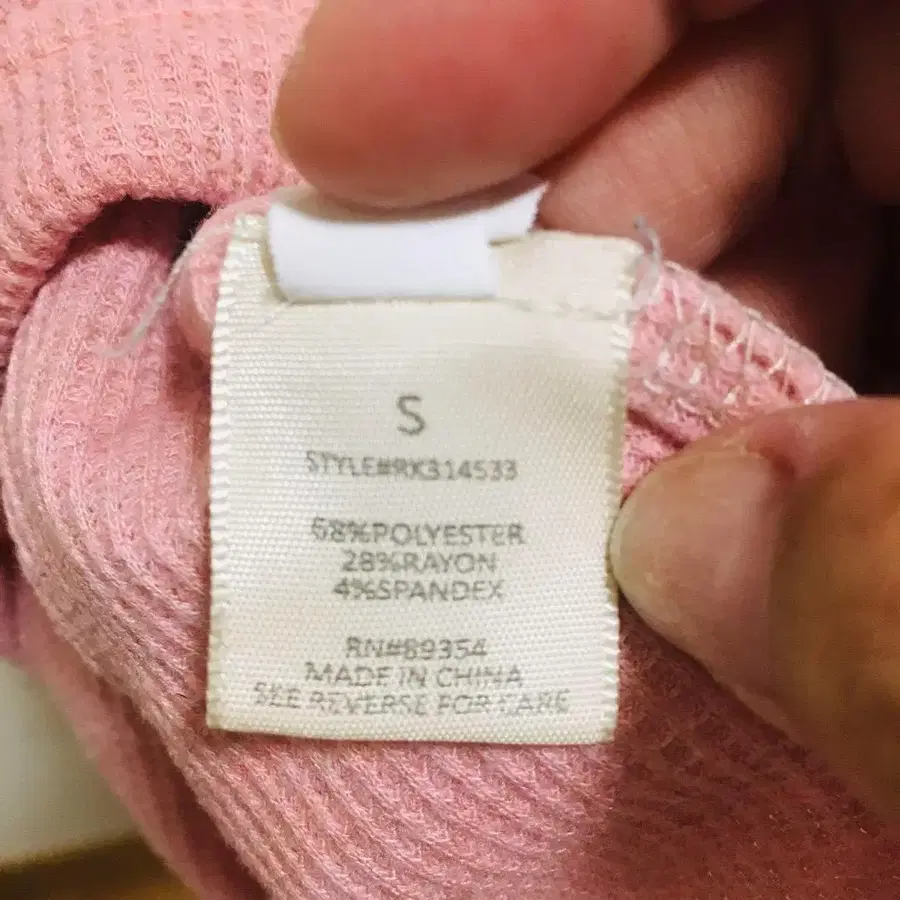 S
STYLE#RK314533
68%POLYESTER
28%RAYON
4%SPANDEX
RN#89354
MADE IN CHINA
SEE REVERSE FOR CARE